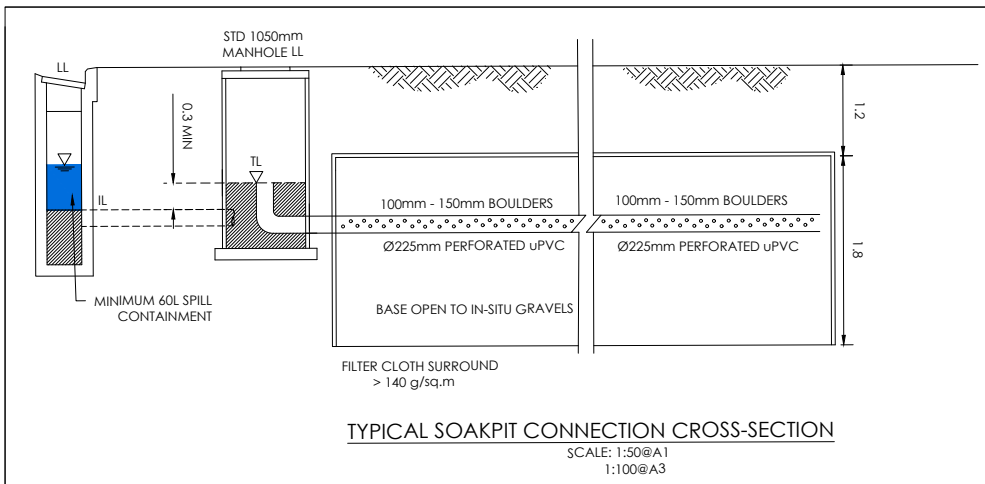 STD 1050mm
MANHOLE LL
LL
0.3 MIN
TL
IL
1.2
100mm - 150mm BOULDERS
100mm - 150mm BOULDERS
Ø225mm PERFORATED uPVC
Ø225mm PERFORATED uPVC
1.8
MINIMUM 60L SPILL
CONTAINMENT
BASE OPEN TO IN-SITU GRAVELS
FILTER CLOTH SURROUND
> 140 g/sq.m
TYPICAL SOAKPIT CONNECTION CROSS-SECTION
SCALE: 1:50@A1
1:100@A3